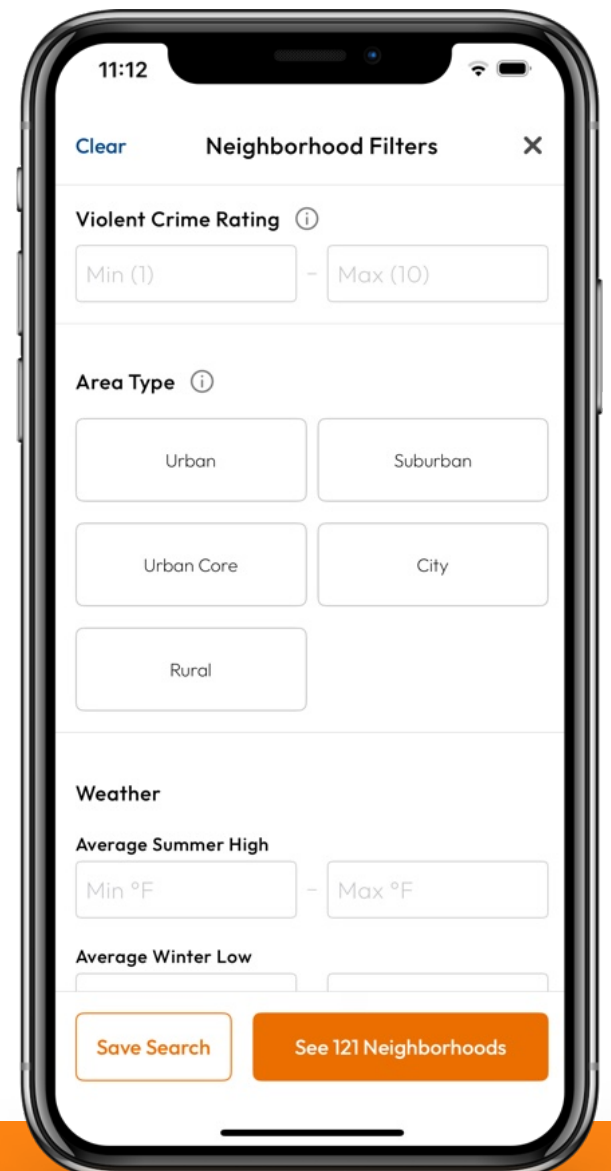 11:12
Clear Neighborhood Filters
Violent Crime Rating
Min (1) - Max (10)
Area Type
Urban Suburban
Urban Core City
Rural
Weather
Average Summer High
Min °F - Max °F
Average Winter Low
Save Search See 121 Neighborhoods